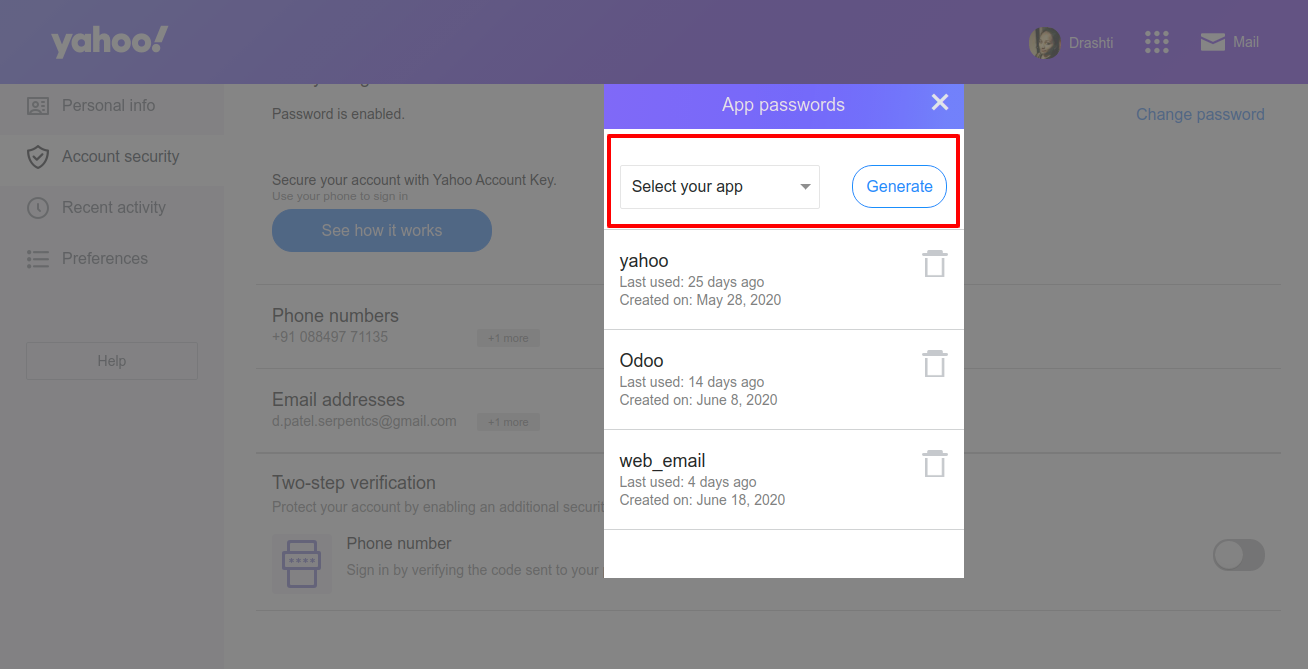 yahoo!
Drashti
Mail
Personal info
Account security
Recent activity
Preferences
Help
Password is enabled.
Change password
Secure your account with Yahoo Account Key.
Use your phone to sign in
See how it works
Phone numbers
+91 088497 71135
+1 more
Email addresses
d.patel.serpentcs@gmail.com
+1 more
Two-step verification
Protect your account by enabling an additional
Phone number
Sign in by verifying the code sent to your
App passwords
Select your app
Generate
yahoo
Last used: 25 days ago
Created on: May 28, 2020
Odoo
Last used: 14 days ago
Created on: June 8, 2020
web_email
Last used: 4 days ago
Created on: June 18, 2020